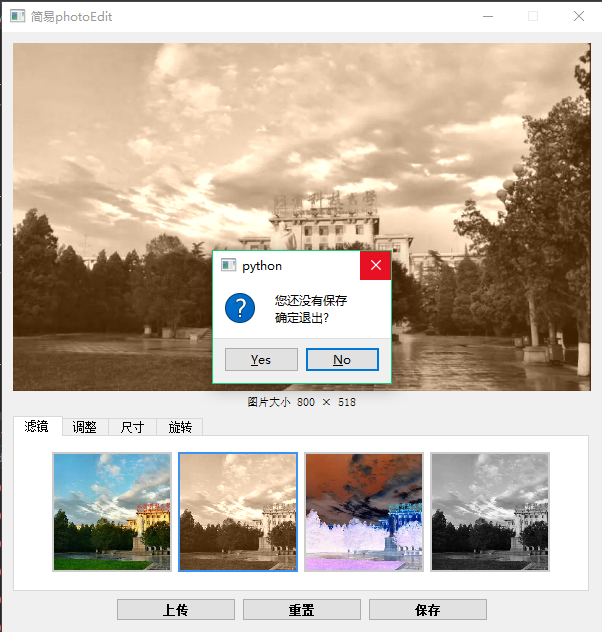 简易photoEdit
python
您还没有保存
确定退出?
Yes
No
图片大小 800 × 518
滤镜
调整
尺寸
旋转
上传
重置
保存